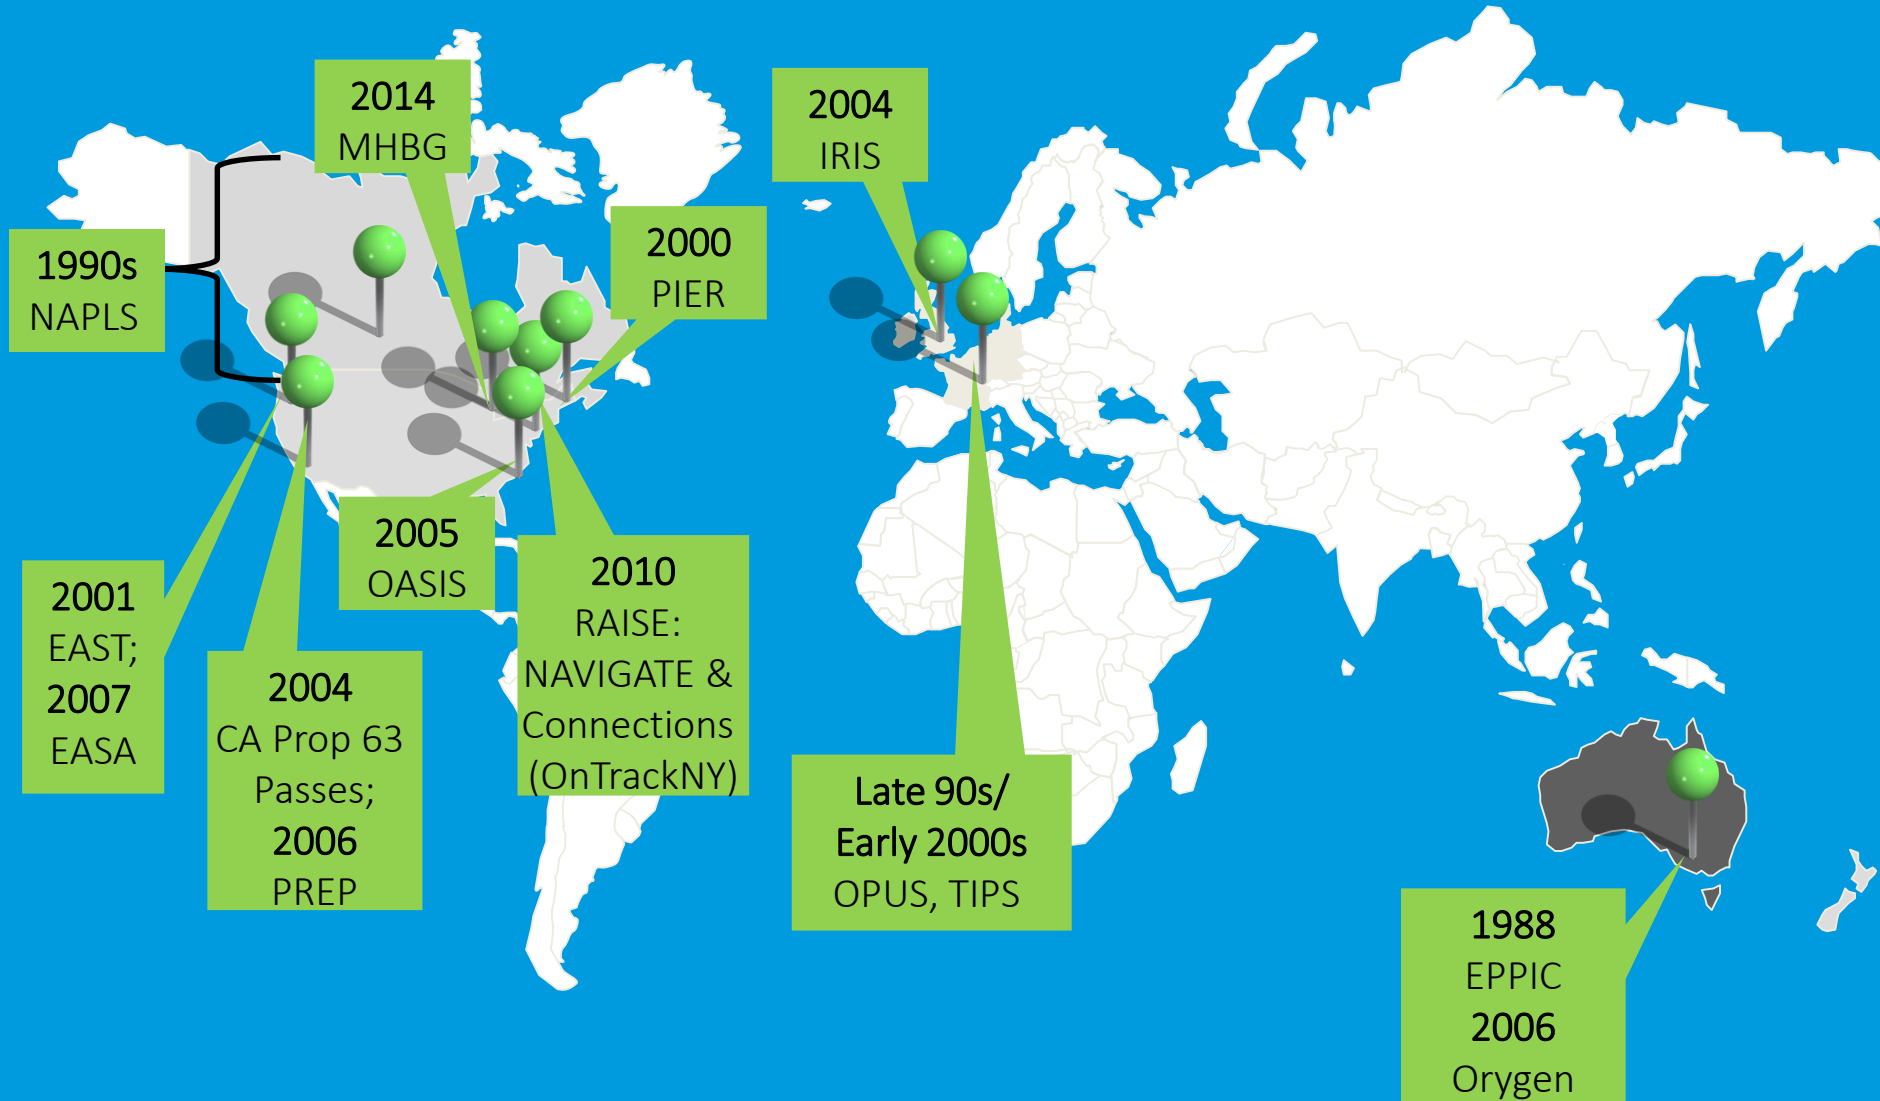 2014
MHBG
2004
IRIS
2000
PIER
1990s
NAPLS
2005
OASIS
2001
EAST;
2007
EASA
2004
CA Prop 63
Passes;
2006
PREP
2010
RAISE:
NAVIGATE &
Connections
(OnTrackNY)
Late 90s/
Early 2000s
OPUS, TIPS
1988
EPPIC
2006
Orygen